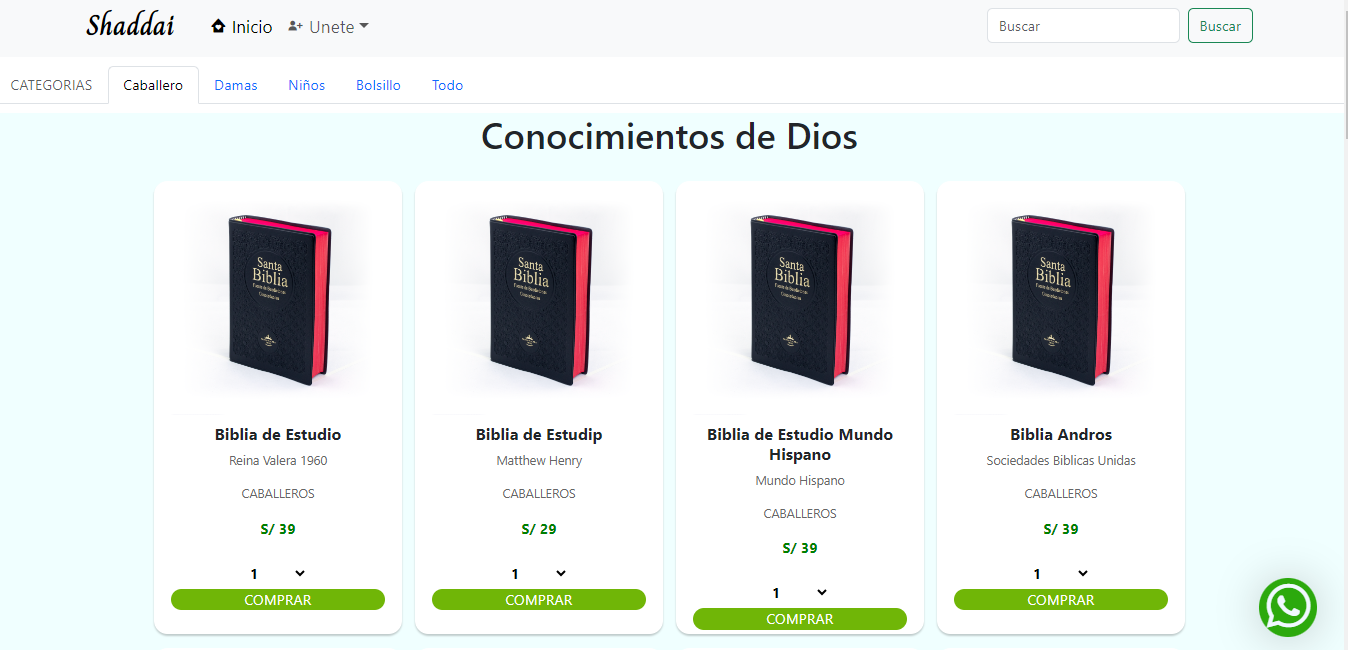 Shaddai Inicio Unete Buscar Buscar
CATEGORIAS Caballero Damas Niños Bolsillo Todo
Conocimientos de Dios
Santa
Biblia
Santa
Biblia
Santa
Biblia
Santa
Biblia
Biblia de Estudio
Reina Valera 1960
CABALLEROS
S/ 39
1
COMPRAR
Biblia de Estudip
Matthew Henry
CABALLEROS
S/ 29
1
COMPRAR
Biblia de Estudio Mundo
Hispano
Mundo Hispano
CABALLEROS
S/ 39
1
COMPRAR
Biblia Andros
Sociedades Biblicas Unidas
CABALLEROS
S/ 39
1
COMPRAR